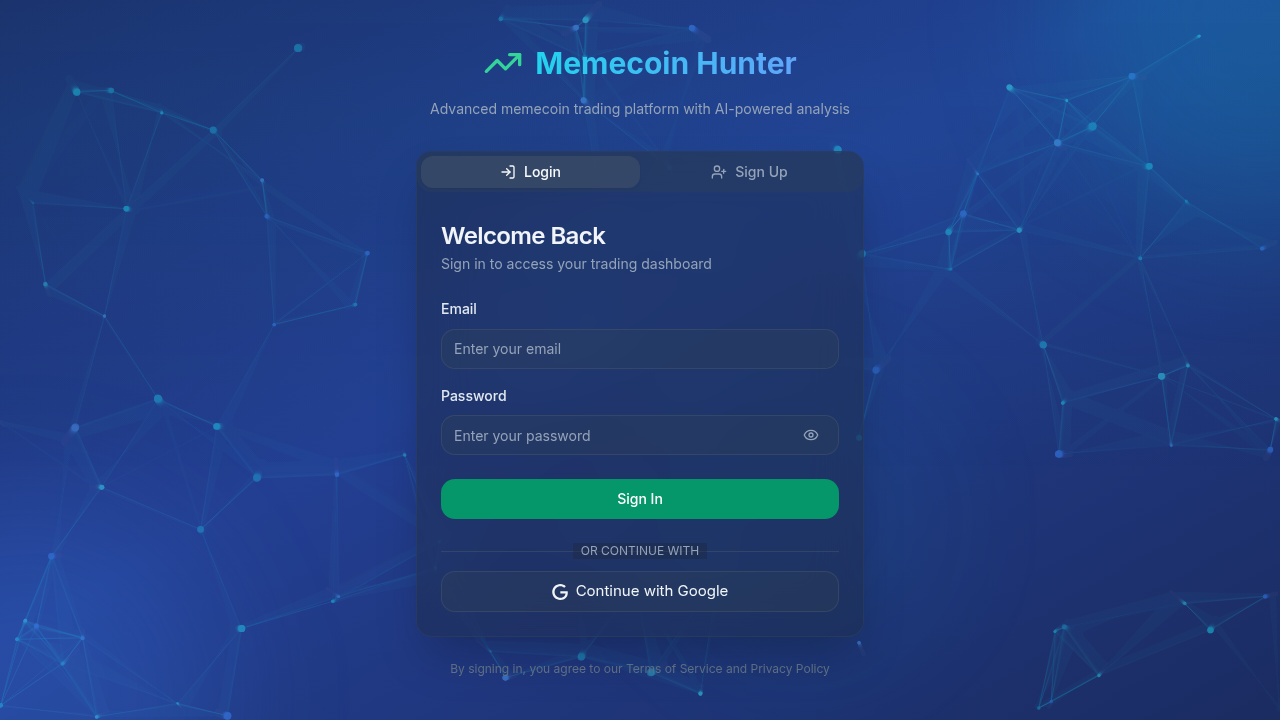 Memecoin Hunter
Advanced memecoin trading platform with AI-powered analysis
Login
Sign Up
Welcome Back
Sign in to access your trading dashboard
Email
Enter your email
Password
Enter your password
Sign In
OR CONTINUE WITH
Continue with Google
By signing in, you agree to our Terms of Service and Privacy Policy